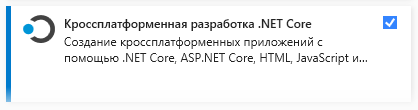 Кроссплатформенная разработка .NET Core
Создание кроссплатформенных приложений с
помощью .NET Core, ASP.NET Core, HTML, JavaScript и...